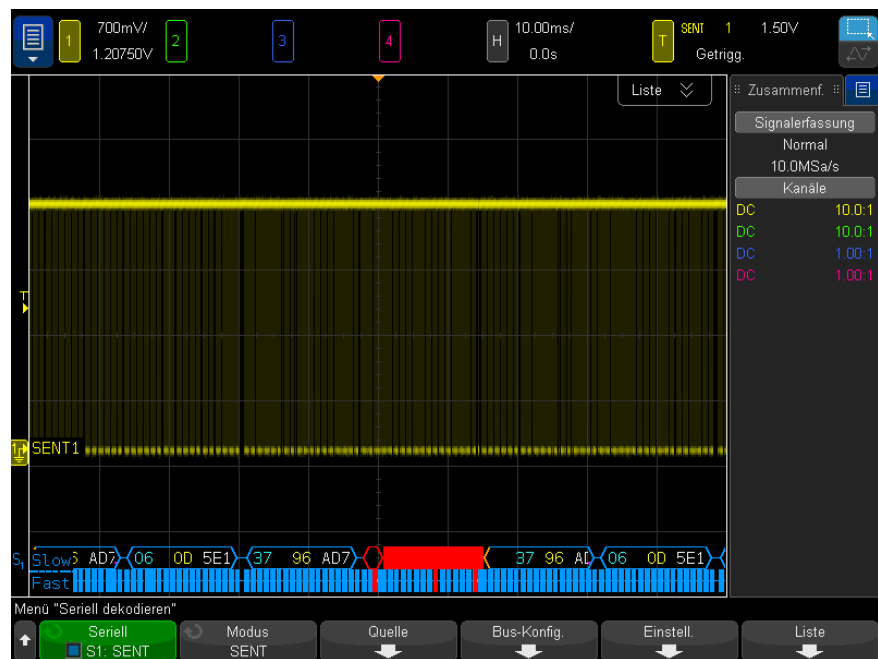 1 700mV/ 2 3 4 H 10.00ms/ T SENT 1 1.50V
1.20750V 0.0s Getrigg.
Liste
Zusammenf.
Signalerfassung
Normal
10.0MSa/s
Kanäle
DC 10.0:1
DC 10.0:1
DC 1.00:1
DC 1.00:1
T
1 SENT1
S1 Slow AD7 06 0D 5E1 37 96 AD7 37 96 06 0D 5E1
Fast
Menü "Seriell dekodieren"
Seriell Modus Quelle Bus-Konfig. Einstell. Liste
S1: SENT SENT